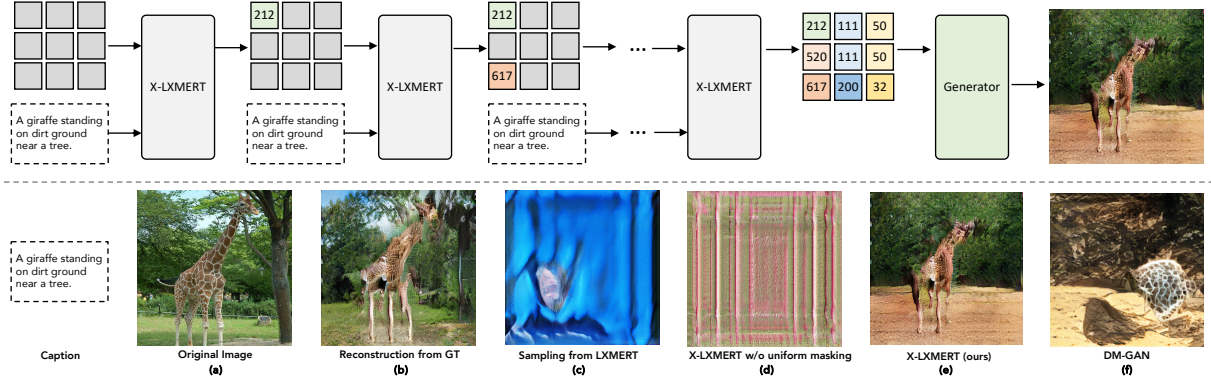 212
212
617
212 111 50
520 111 50
617 200 32
X-LXMERT
X-LXMERT
...
X-LXMERT
Generator
A giraffe standing
on dirt ground
near a tree.
A giraffe standing
on dirt ground
near a tree.
A giraffe standing
on dirt ground
near a tree.
...
A giraffe standing
on dirt ground
near a tree.
Caption
Original Image
(a)
Reconstruction from GT
(b)
Sampling from LXMERT
(c)
X-LXMERT w/o uniform masking
(d)
X-LXMERT (ours)
(e)
DM-GAN
(f)